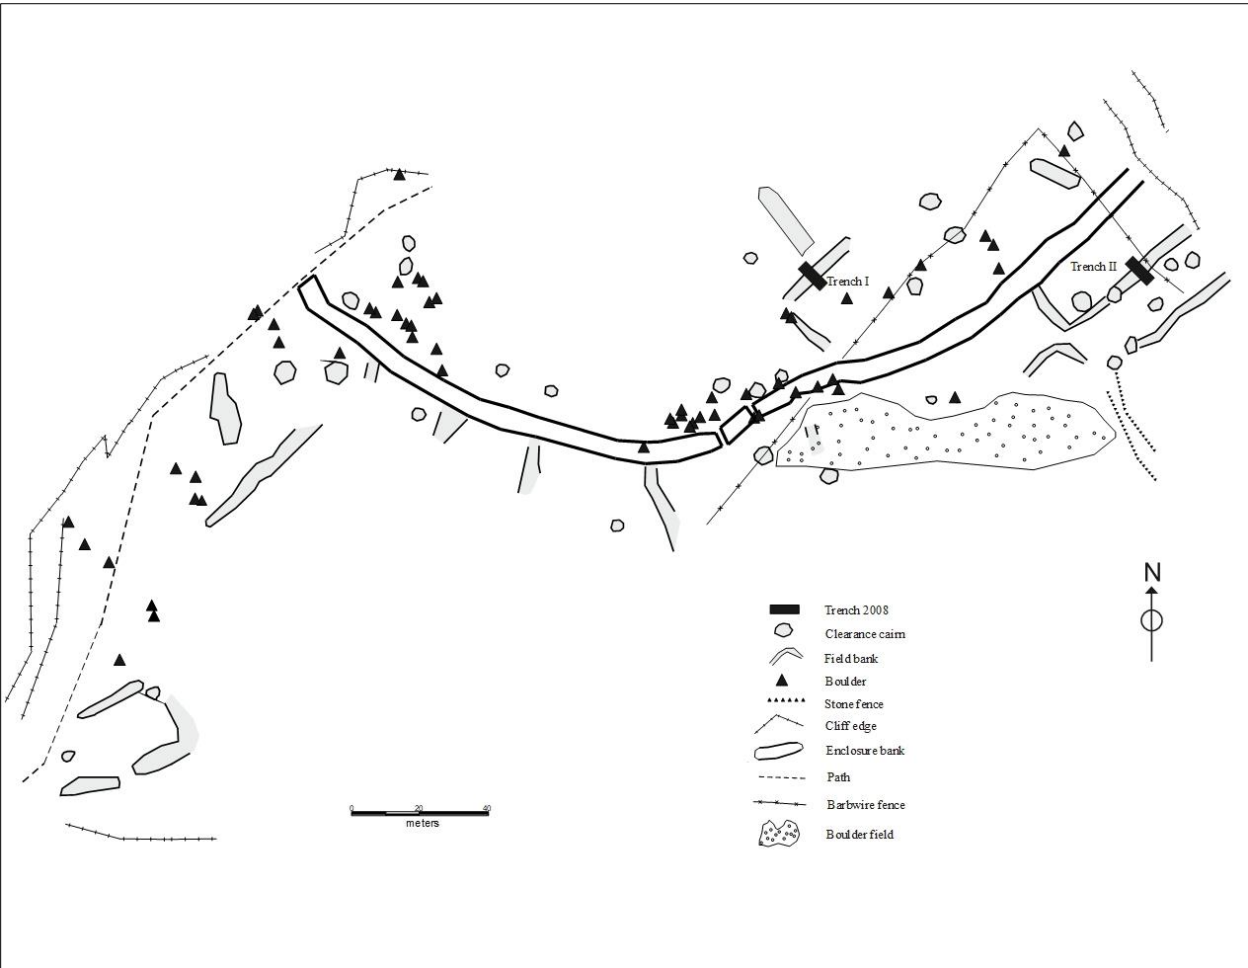 Trench II
Trench I
N
Trench 2008
Clearance cairn
Field bank
Boulder
Stone fence
Cliff edge
Enclosure bank
Path
Barbwire fence
Boulder field
0 20 40
meters